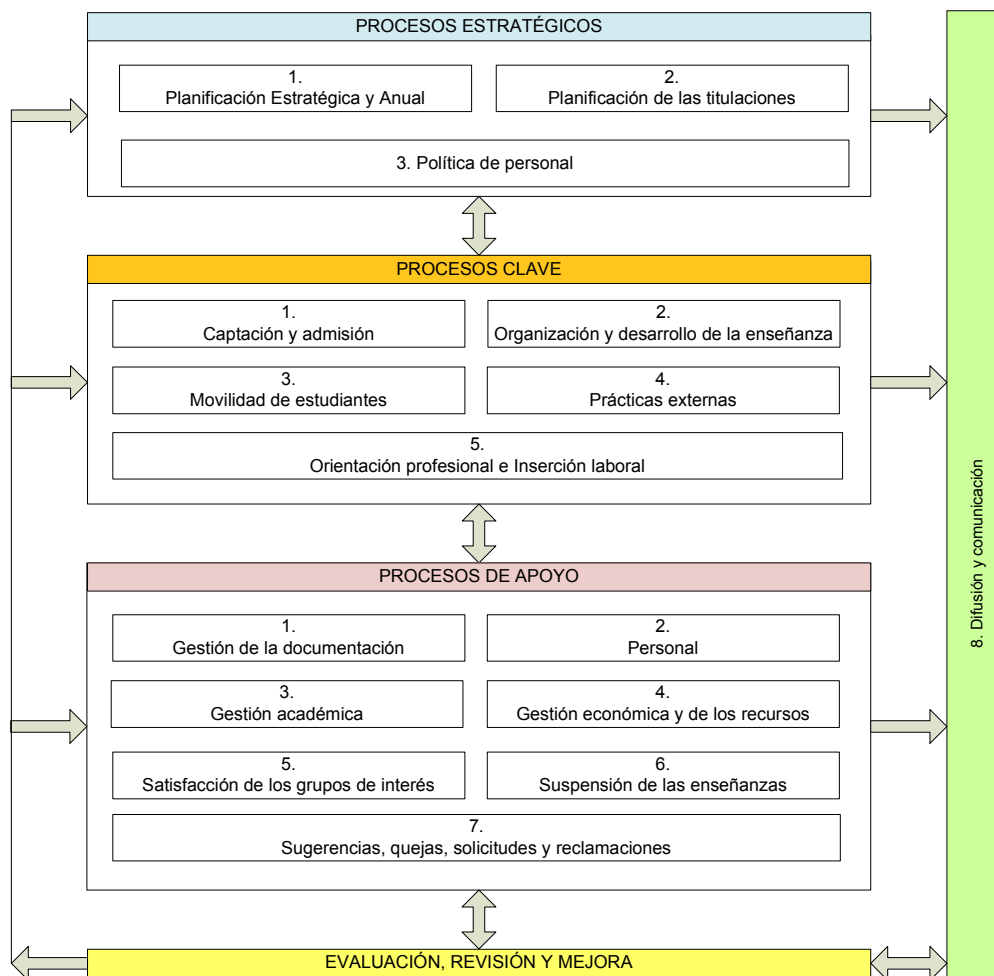 PROCESOS ESTRATÉGICOS
1.
Planificación Estratégica y Anual
2.
Planificación de las titulaciones
3. Política de personal
PROCESOS CLAVE
1.
Captación y admisión
2.
Organización y desarrollo de la enseñanza
3.
Movilidad de estudiantes
4.
Prácticas externas
5.
Orientación profesional e Inserción laboral
PROCESOS DE APOYO
1.
Gestión de la documentación
2.
Personal
3.
Gestión académica
4.
Gestión económica y de los recursos
5.
Satisfacción de los grupos de interés
6.
Suspensión de las enseñanzas
7.
Sugerencias, quejas, solicitudes y reclamaciones
EVALUACIÓN, REVISIÓN Y MEJORA
8. Difusión y comunicación